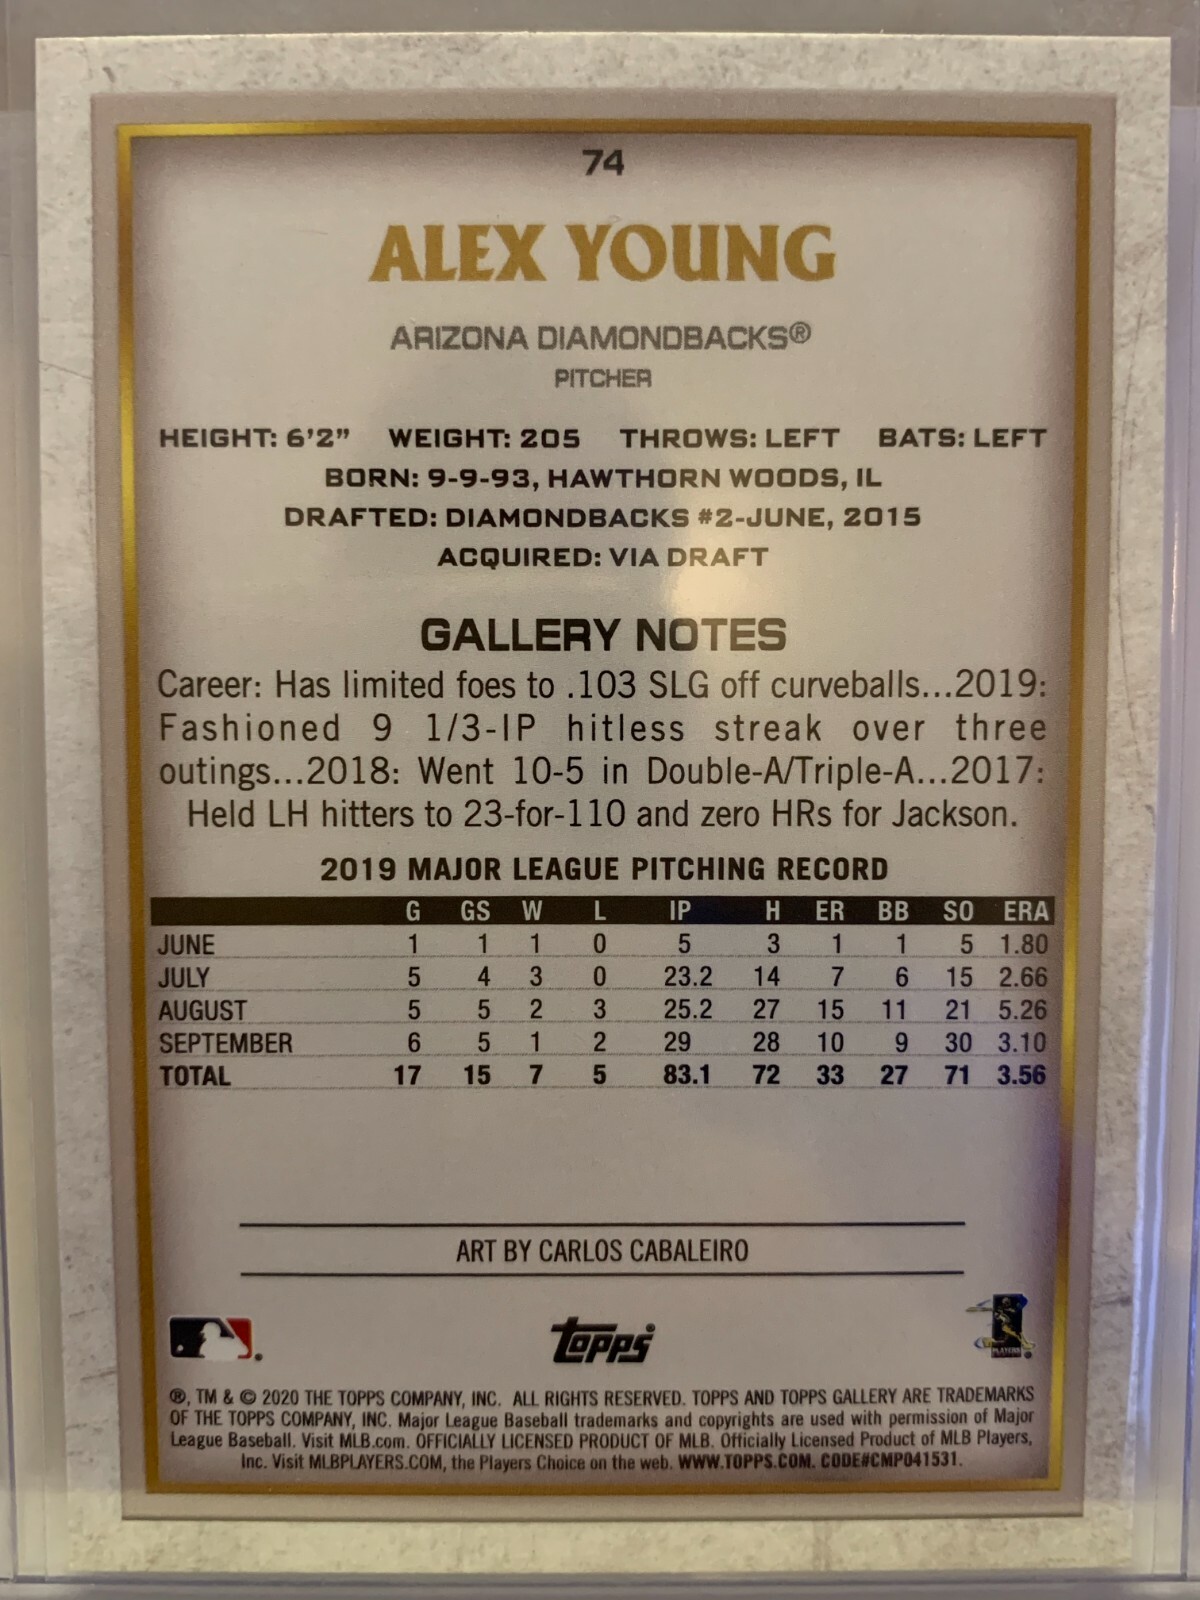 74
ALEX YOUNG
ARIZONA DIAMONDBACKS®
PITCHER
HEIGHT: 6'2" WEIGHT: 205 THROWS: LEFT BATS: LEFT
BORN: 9-9-93, HAWTHORN WOODS, IL
DRAFTED: DIAMONDBACKS #2-JUNE, 2015
ACQUIRED: VIA DRAFT
GALLERY NOTES
Career: Has limited foes to .103 SLG off curveballs...2019:
Fashioned 9 1/3-IP hitless streak over three
outings...2018: Went 10-5 in Double-A/Triple-A...2017:
Held LH hitters to 23-for-110 and zero HRs for Jackson.
2019 MAJOR LEAGUE PITCHING RECORD
G GS W L IP H ER BB SO ERA
JUNE 1 1 1 0 5 3 1 1 5 1.80
JULY 5 4 3 0 23.2 14 7 6 15 2.66
AUGUST 5 5 2 3 25.2 27 15 11 21 5.26
SEPTEMBER 6 5 1 2 29 28 10 9 30 3.10
TOTAL 17 15 7 5 83.1 72 33 27 71 3.56
ART BY CARLOS CABALEIRO
topps
PLAYERS
®, TM & © 2020 THE TOPPS COMPANY, INC. ALL RIGHTS RESERVED. TOPPS AND TOPPS GALLERY ARE TRADEMARKS
OF THE TOPPS COMPANY, INC. Major League Baseball trademarks and copyrights are used with permission of Major
League Baseball. Visit MLB.com. OFFICIALLY LICENSED PRODUCT OF MLB. Officially Licensed Product of MLB Players,
Inc. Visit MLBPLAYERS.COM, the Players Choice on the web. WWW.TOPPS.COM. CODE#CMP041531.